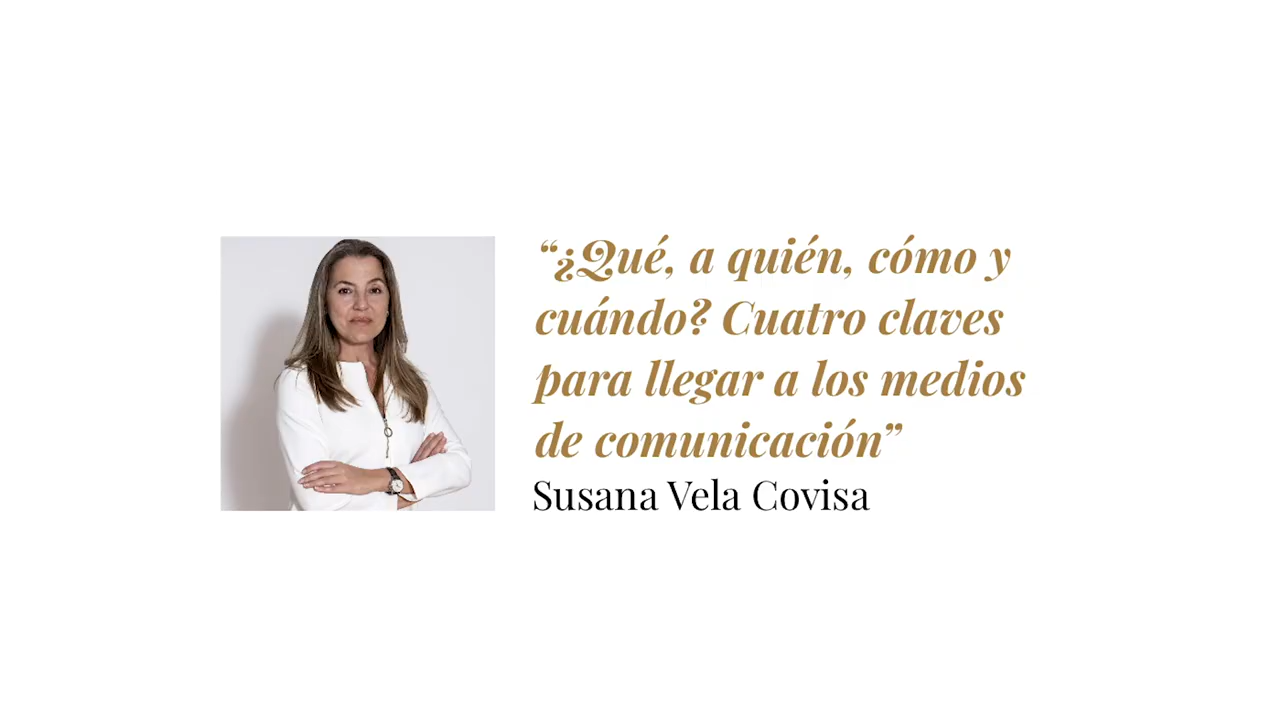 “¿Qué, a quién, cómo y
cuándo? Cuatro claves
para llegar a los medios
de comunicación”
Susana Vela Covisa